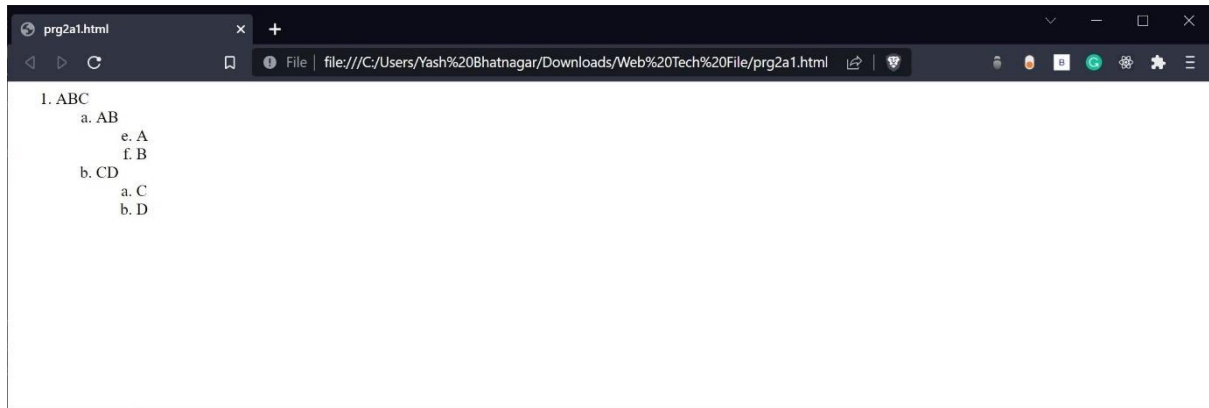 prg2a1.html
File | file:///C:/Users/Yash%20Bhatnagar/Downloads/Web%20Tech%20File/prg2a1.html
B
G
1. ABC
a. AB
e. A
f. B
b. CD
a. C
b. D